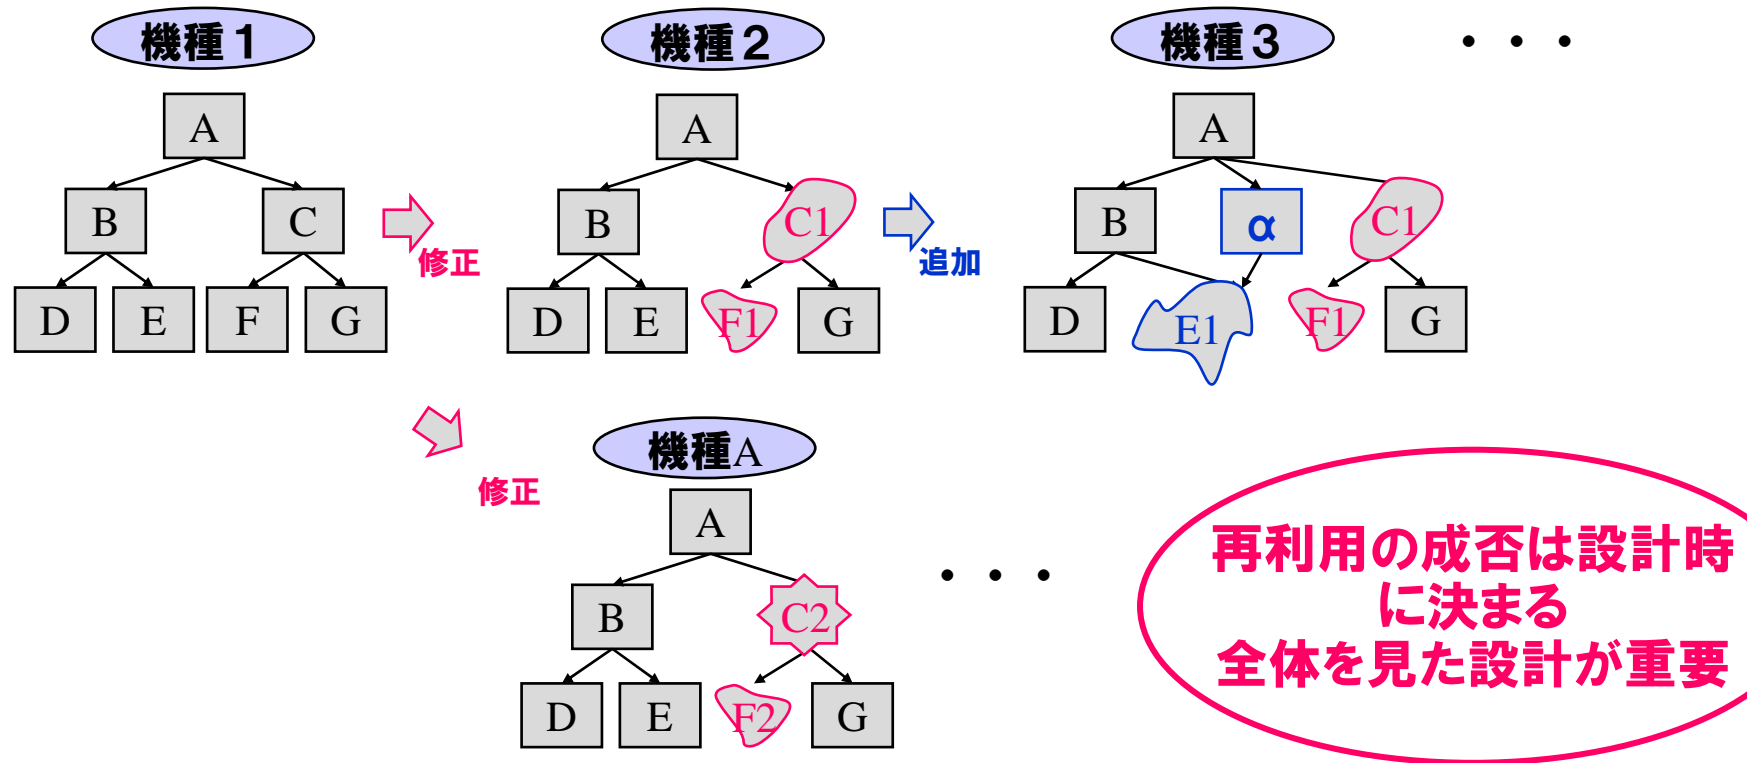 機種１
機種２
機種３
・・・
A
A
A
B
C
B
C1
B
α
C1
修正
追加
D
E
F
G
D
E
F1
G
D
E1
F1
G
機種A
修正
A
・・・
B
C2
D
E
F2
G
再利用の成否は設計時
に決まる
全体を見た設計が重要